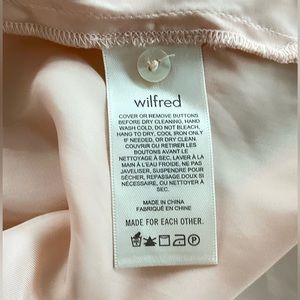 wilfred
COVER OR REMOVE BUTTONS
BEFORE DRY CLEANING, HAND
WASH COLD, DO NOT BLEACH,
HANG TO DRY, COOL IRON ONLY
IF NEEDED, OR DRY CLEAN.
COUVRIR OU RETIRER LES
BOUTONS AVANT LE NETTOYAGE
À SEC, LAVER À LA
MAIN À L'EAU FROIDE, NE PAS
JAVELISER, SUSPENDRE POUR
SÉCHER, REPASSAGE DOUX SI
NÉCESSAIRE, OU NETTOYER À
SEC.
MADE IN CHINA
FABRIQUÉ EN CHINE
MADE FOR EACH OTHER.